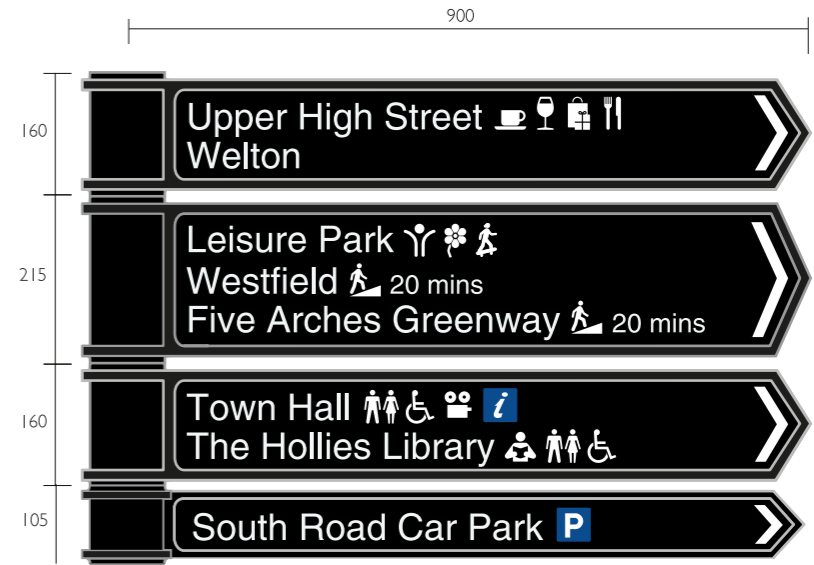 900
160
Upper High Street
Welton
215
Leisure Park
Westfield 20 mins
Five Arches Greenway 20 mins
160
Town Hall i
The Hollies Library
105
South Road Car Park P